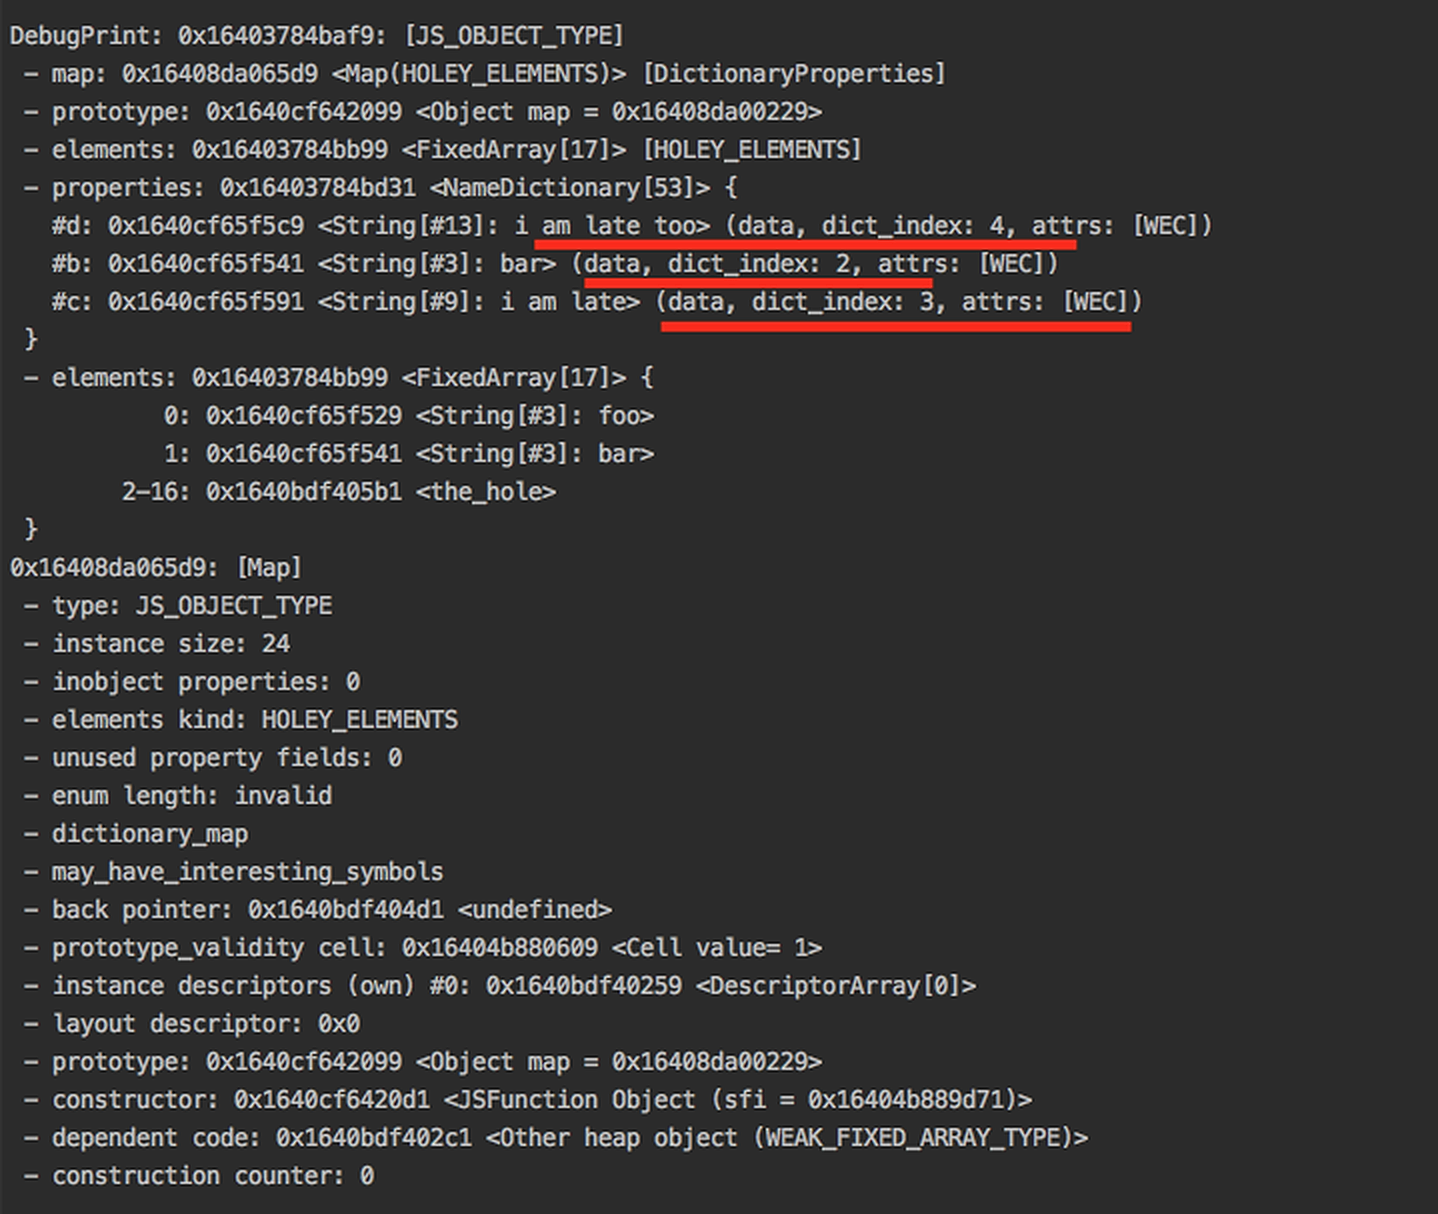 DebugPrint: 0x16403784baf9: [JS_OBJECT_TYPE]
– map: 0x16408da065d9 <Map(HOLEY_ELEMENTS)> [DictionaryProperties]
– prototype: 0x1640cf642099 <Object map = 0x16408da00229>
– elements: 0x16403784bb99 <FixedArray[17]> [HOLEY_ELEMENTS]
– properties: 0x16403784bd31 <NameDictionary[53]> {
#d: 0x1640cf65f5c9 <String[#13]: i am late too> (data, dict_index: 4, attrs: [WEC])
#b: 0x1640cf65f541 <String[#3]: bar> (data, dict_index: 2, attrs: [WEC])
#c: 0x1640cf65f591 <String[#9]: i am late> (data, dict_index: 3, attrs: [WEC])
}
– elements: 0x16403784bb99 <FixedArray[17]> {
0: 0x1640cf65f529 <String[#3]: foo>
1: 0x1640cf65f541 <String[#3]: bar>
2–16: 0x1640bdf405b1 <the_hole>
}
0x16408da065d9: [Map]
– type: JS_OBJECT_TYPE
– instance size: 24
– inobject properties: 0
– elements kind: HOLEY_ELEMENTS
– unused property fields: 0
– enum length: invalid
– dictionary_map
– may_have_interesting_symbols
– back pointer: 0x1640bdf404d1 <undefined>
– prototype_validity cell: 0x16404b880609 <Cell value= 1>
– instance descriptors (own) #0: 0x1640bdf40259 <DescriptorArray[0]>
– layout descriptor: 0x0
– prototype: 0x1640cf642099 <Object map = 0x16408da00229>
– constructor: 0x1640cf6420d1 <JSFunction Object (sfi = 0x16404b889d71)>
– dependent code: 0x1640bdf402c1 <Other heap object (WEAK_FIXED_ARRAY_TYPE)>
– construction counter: 0